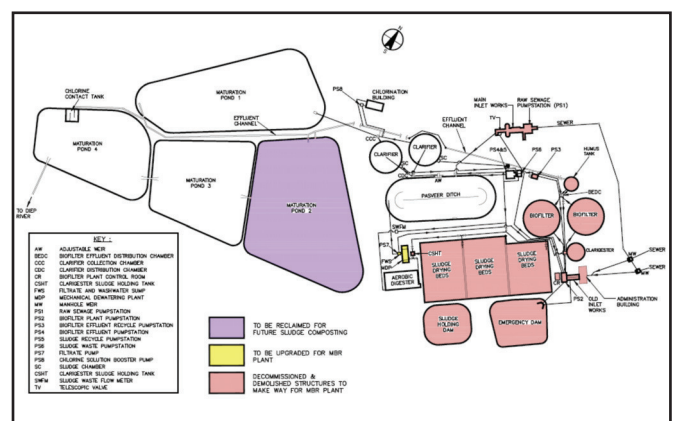 CHLORINE
CONTACT TANK
MATURATION
POND 1
EFFLUENT
CHANNEL
PS8
CHLORINATION
BUILDING
MAIN
INLET WORKS
RAW SEWAGE
PUMPSTATION (PS1)
TV
SEWER
EFFLUENT
CHANNEL
CCC
CLARIFIER
CLARIFIER
SC
SC
CDC
AW
PS4&5
PS6
PS3
HUMUS
TANK
BEDC
MATURATION
POND 4
MATURATION
POND 3
MATURATION
POND 2
PASVEER DITCH
BIOFILTER
BIOFILTER
TO DIEP
RIVER
SWFM
PS7
FWS
MDP
CSHT
AEROBIC
DIGESTER
SLUDGE
DRYING
BEDS
SLUDGE
DRYING
BEDS
SLUDGE
DRYING
BEDS
CLARIGESTER
SEWER
MW
SEWER
MW
CR
PS2
OLD
INLET
WORKS
ADMINISTRATION
BUILDING
SLUDGE
HOLDING
DAM
EMERGENCY DAM
KEY :
AW ADJUSTABLE WEIR
BEDC BIOFILTER EFFLUENT DISTRIBUTION CHAMBER
CCC CLARIFIER COLLECTION CHAMBER
CDC CLARIFIER DISTRIBUTION CHAMBER
CR BIOFILTER PLANT CONTROL ROOM
CSHT CLARIGESTER SLUDGE HOLDING TANK
FWS FILTRATE AND WASHWATER SUMP
MDP MECHANICAL DEWATERING PLANT
MW MANHOLE WEIR
PS1 RAW SEWAGE PUMPSTATION
PS2 BIOFILTER PLANT PUMPSTATION
PS3 BIOFILTER EFFLUENT RECYCLE PUMPSTATION
PS4 BIOFILTER EFFLUENT PUMPSTATION
PS5 SLUDGE RECYCLE PUMPSTATION
PS6 SLUDGE WASTE PUMPSTATION
PS7 FILTRATE PUMP
PS8 CHLORINE SOLUTION BOOSTER PUMP
SC SLUDGE CHAMBER
CSHT CLARIGESTER SLUDGE HOLDING TANK
SWFM SLUDGE WASTE FLOW METER
TV TELESCOPIC VALVE
TO BE RECLAIMED FOR
FUTURE SLUDGE COMPOSTING
TO BE UPGRADED FOR MBR
PLANT
DECOMMISSIONED &
DEMOLISHED STRUCTURES TO
MAKE WAY FOR MBR PLANT